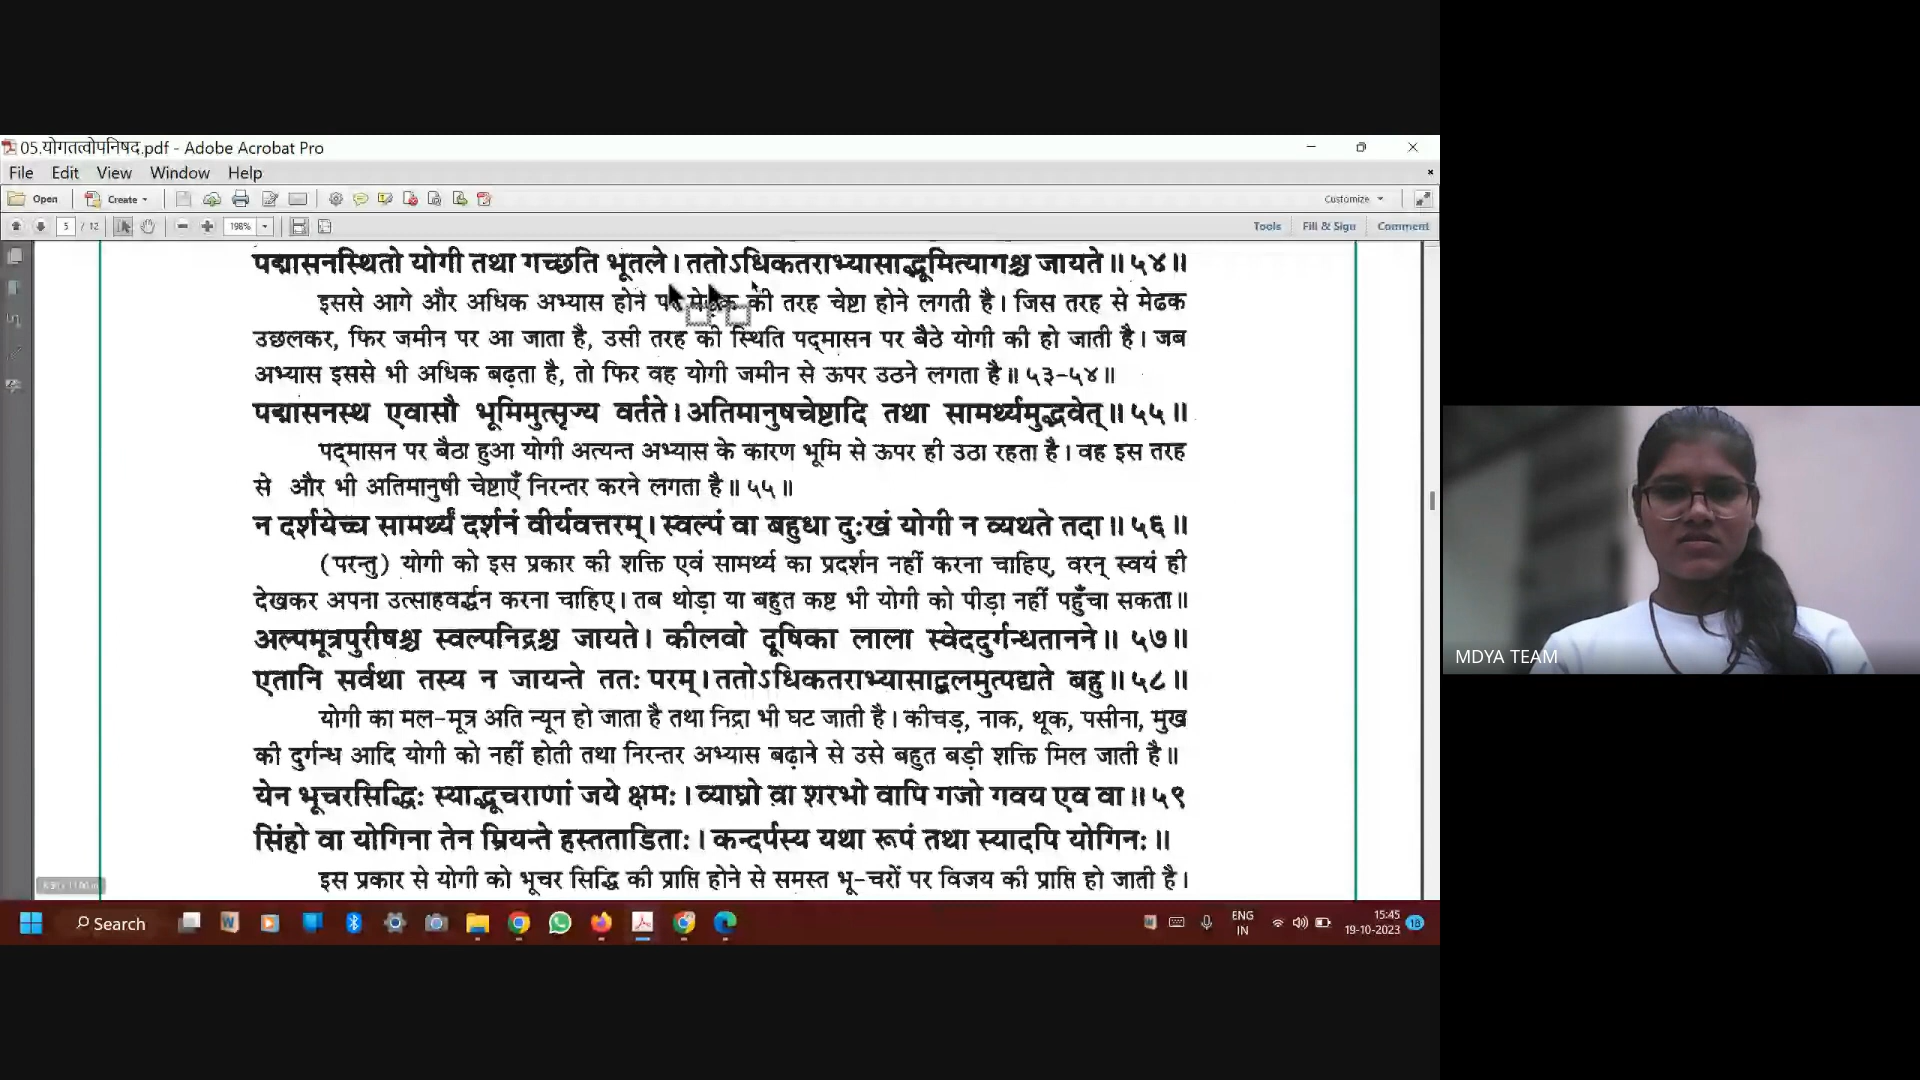 05.योगतत्वोपनिषद.pdf - Adobe Acrobat Pro
File Edit View Window Help
Open Create Customize
5 / 12 198% Tools Fill & Sign Comment
पद्मासनस्थितो योगी तथा गच्छति भूतले। ततोऽधिकतराभ्यासाद्भूमित्यागश्च जायते॥ ५४॥
इससे आगे और अधिक अभ्यास होने पर मेढक की तरह चेष्टा होने लगती है। जिस तरह से मेढक
उछलकर, फिर जमीन पर आ जाता है, उसी तरह की स्थिति पद्मासन पर बैठे योगी की हो जाती है। जब
अभ्यास इससे भी अधिक बढ़ता है, तो फिर वह योगी जमीन से ऊपर उठने लगता है॥ ५३-५४॥
पद्मासनस्थ एवासौ भूमिमुत्सृज्य वर्तते। अतिमानुषचेष्टादि तथा सामर्थ्यमुद्भवेत्॥ ५५॥
पद्मासन पर बैठा हुआ योगी अत्यन्त अभ्यास के कारण भूमि से ऊपर ही उठा रहता है। वह इस तरह
से और भी अतिमानुषी चेष्टाएँ निरन्तर करने लगता है॥ ५५॥
न दर्शयेच्च सामर्थ्यं दर्शनं वीर्यवत्तरम्। स्वल्पं वा बहुधा दुःखं योगी न व्यथते तदा॥ ५६॥
(परन्तु) योगी को इस प्रकार की शक्ति एवं सामर्थ्य का प्रदर्शन नहीं करना चाहिए, वरन् स्वयं ही
देखकर अपना उत्साहवर्द्धन करना चाहिए। तब थोड़ा या बहुत कष्ट भी योगी को पीड़ा नहीं पहुँचा सकता॥
अल्पमूत्रपुरीषश्च स्वल्पनिद्रश्च जायते। कीलवो दूषिका लाला स्वेददुर्गन्धतानने॥ ५७॥
एतानि सर्वथा तस्य न जायन्ते ततः परम्। ततोऽधिकतराभ्यासाद्बलमुत्पद्यते बहु॥ ५८॥
योगी का मल-मूत्र अति न्यून हो जाता है तथा निद्रा भी घट जाती है। कीचड़, नाक, थूक, पसीना, मुख
की दुर्गन्ध आदि योगी को नहीं होती तथा निरन्तर अभ्यास बढ़ाने से उसे बहुत बड़ी शक्ति मिल जाती है॥
येन भूचरसिद्धिः स्याद्भूचराणां जये क्षमः। व्याघ्रो वा शरभो वापि गजो गवय एव वा॥ ५९
सिंहो वा योगिना तेन म्रियन्ते हस्तताडिताः। कन्दर्पस्य यथा रूपं तथा स्यादपि योगिनः॥
इस प्रकार से योगी को भूचर सिद्धि की प्राप्ति होने से समस्त भू-चरों पर विजय की प्राप्ति हो जाती है।
MDYA TEAM
Search
ENG
IN
15:45
19-10-2023
18